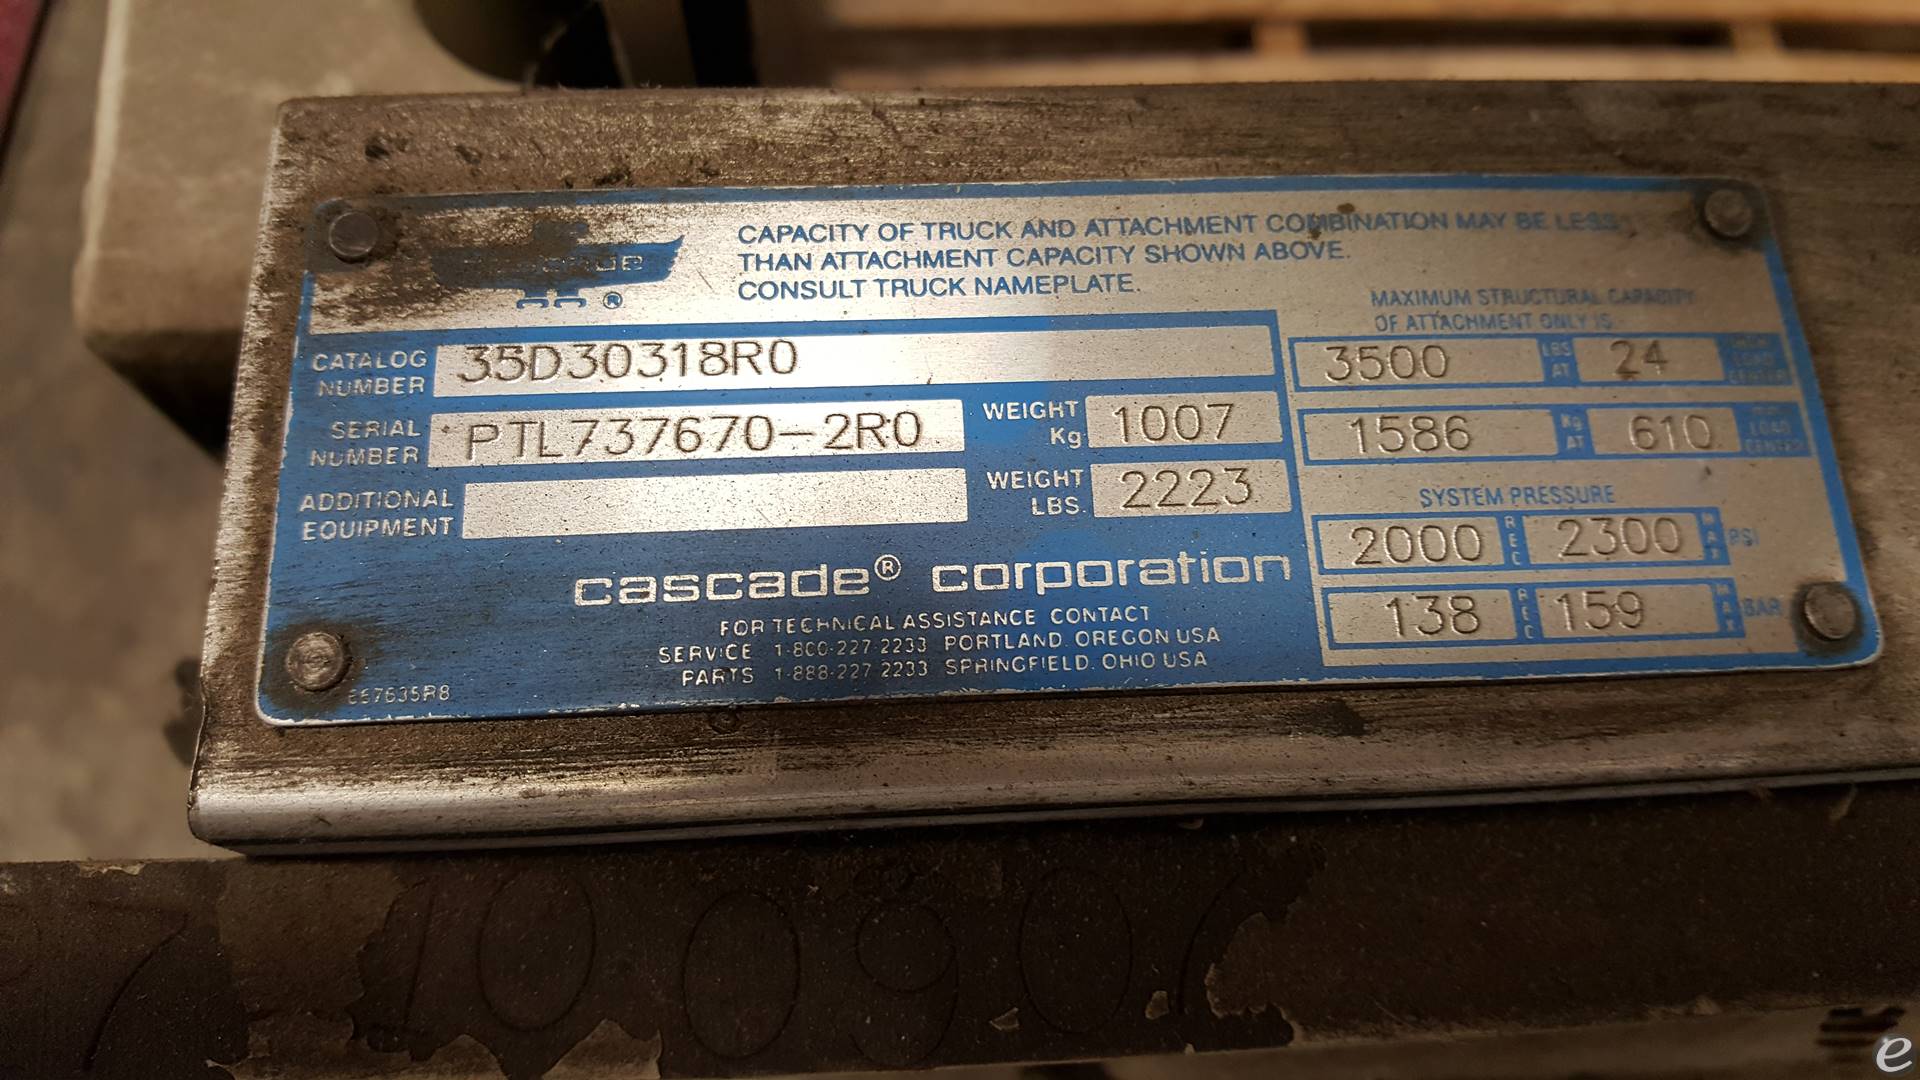 CAPACITY OF TRUCK AND ATTACHMENT COMBINATION MAY BE LESS
THAN ATTACHMENT CAPACITY SHOWN ABOVE.
CONSULT TRUCK NAMEPLATE.
®
CATALOG NUMBER 35D30318R0
SERIAL NUMBER PTL737670-2R0
WEIGHT Kg 1007
ADDITIONAL EQUIPMENT
WEIGHT LBS. 2223
MAXIMUM STRUCTURAL CAPACITY
OF ATTACHMENT ONLY IS
3500 LBS AT 24 LOAD CENTER
1586 Kg AT 610 LOAD CENTER
SYSTEM PRESSURE
2000 REC 2300 MAX PSI
138 REC 159 MAX BAR
cascade® corporation
FOR TECHNICAL ASSISTANCE CONTACT
SERVICE 1-800-227-2233 PORTLAND, OREGON USA
PARTS 1-888-227-2233 SPRINGFIELD, OHIO USA
e